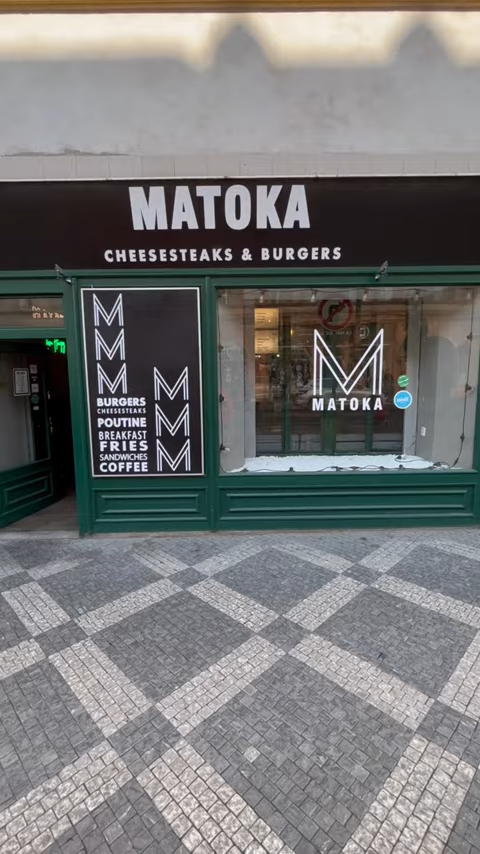 MATOKA
CHEESESTEAKS & BURGERS
M
M
M
BURGERS
CHEESESTEAKS
POUTINE
BREAKFAST
FRIES
SANDWICHES
COFFEE
M
M
M
M
MATOKA